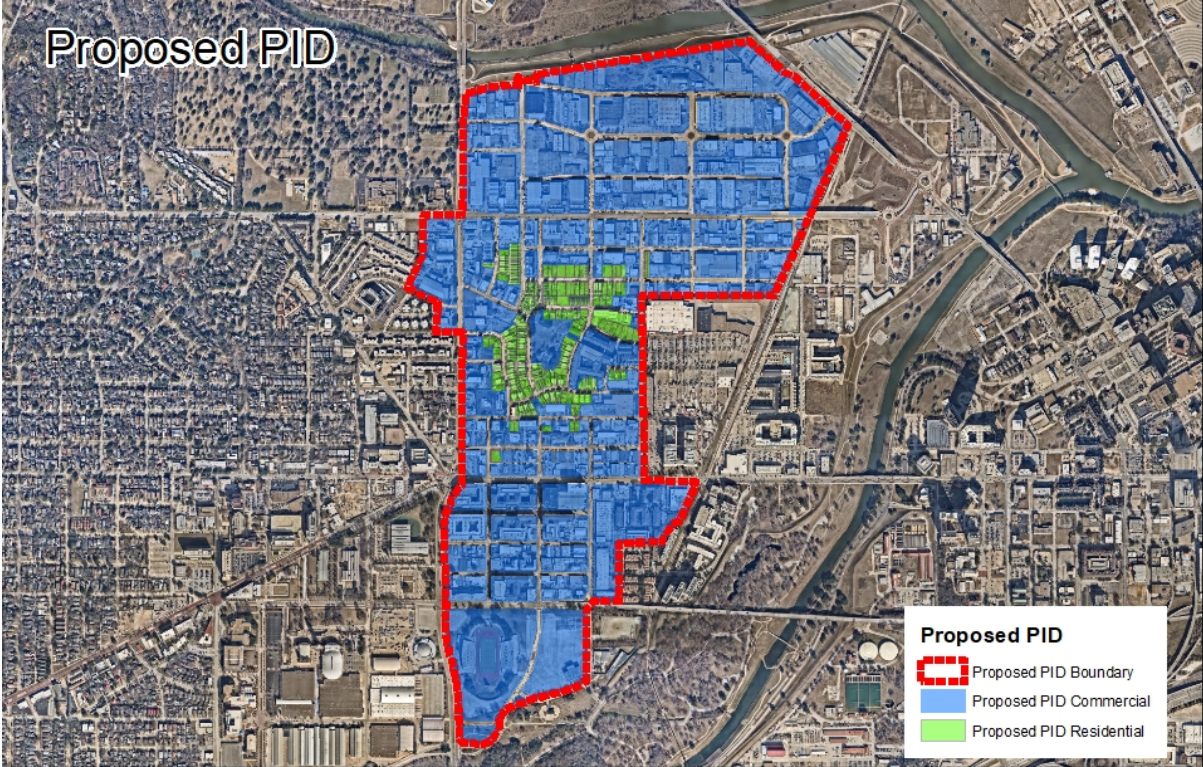 Proposed PID
Proposed PID
Proposed PID Boundary
Proposed PID Commercial
Proposed PID Residential